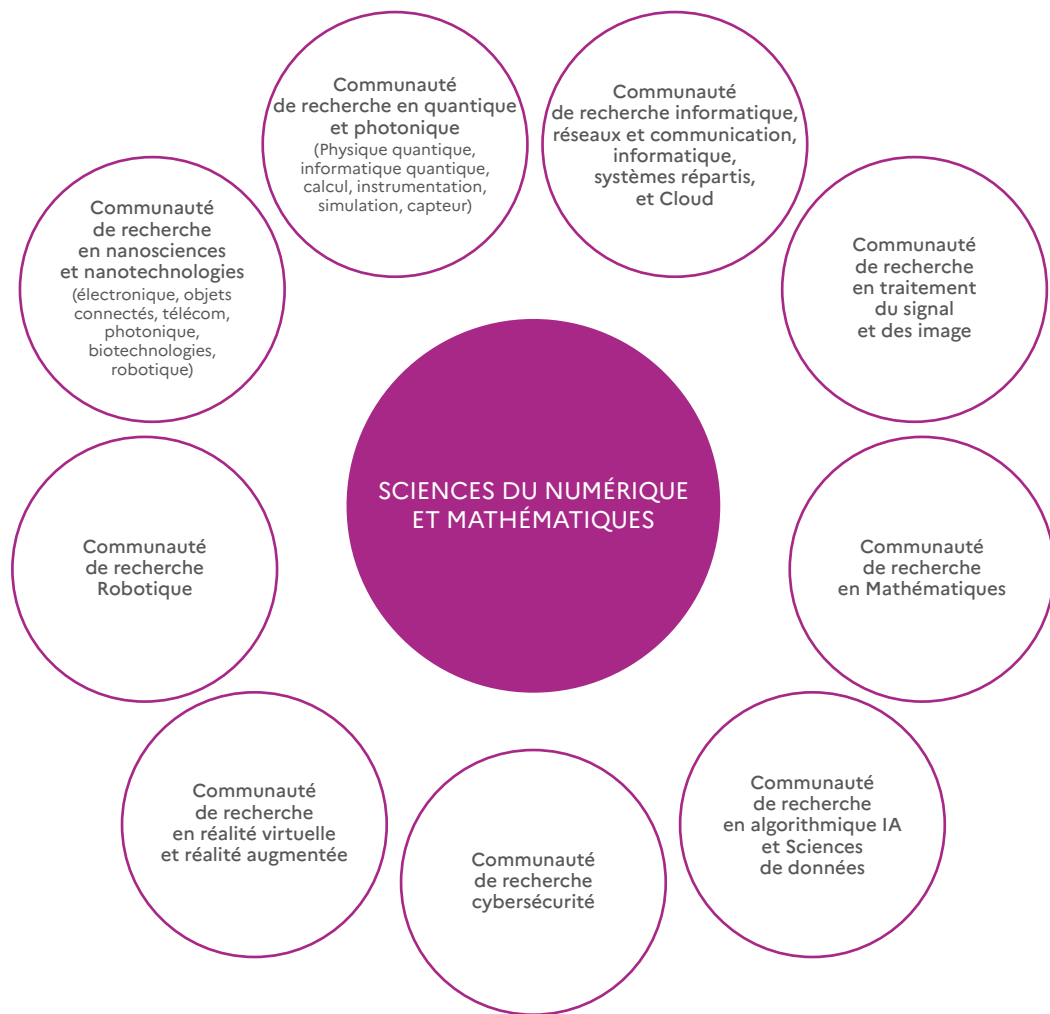 Communauté
de recherche en quantique
et photonique
(Physique quantique,
informatique quantique,
calcul, instrumentation,
simulation, capteur)
Communauté
de recherche informatique,
réseaux et communication,
informatique,
systèmes répartis,
et Cloud
Communauté
de recherche
en nanosciences
et nanotechnologies
(électronique, objets
connectés, télécom,
photonique,
biotechnologies,
robotique)
Communauté
de recherche
en traitement
du signal
et des image
SCIENCES DU NUMÉRIQUE
ET MATHÉMATIQUES
Communauté
de recherche
Robotique
Communauté
de recherche
en Mathématiques
Communauté
de recherche
en réalité virtuelle
et réalité augmentée
Communauté
de recherche
cybersécurité
Communauté
de recherche
en algorithmique IA
et Sciences
de données